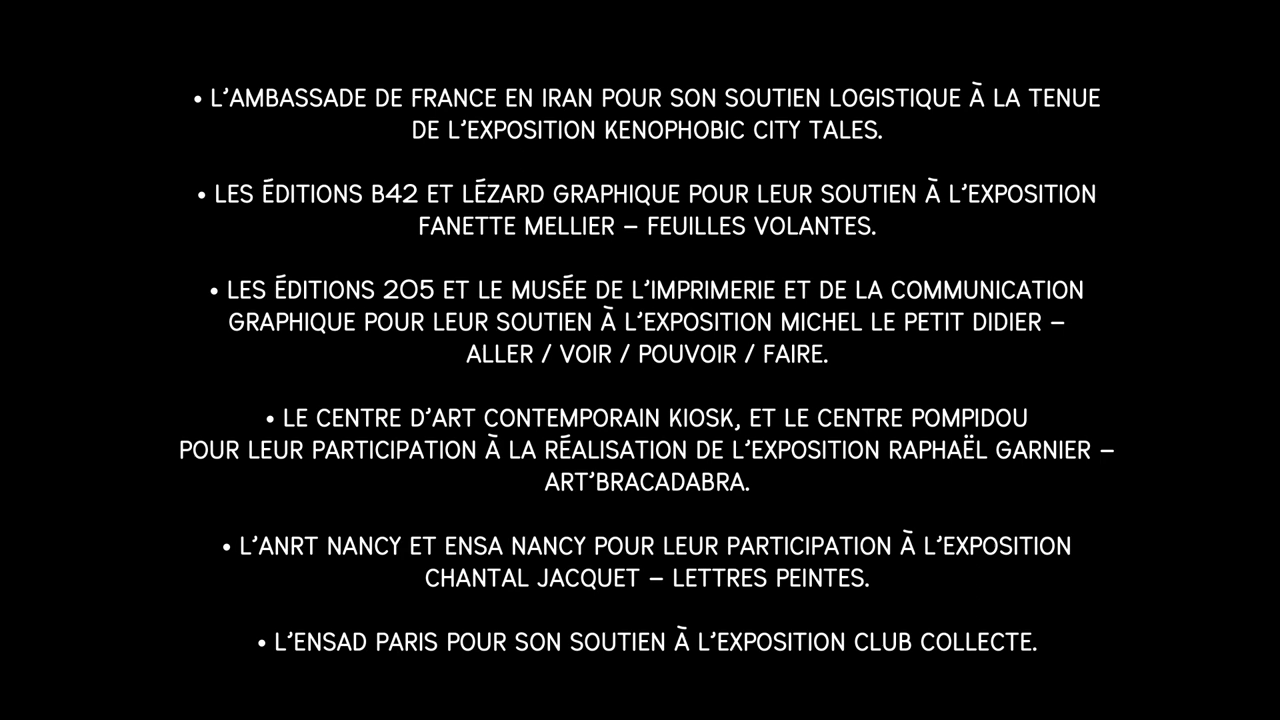 • L’AMBASSADE DE FRANCE EN IRAN POUR SON SOUTIEN LOGISTIQUE À LA TENUE
DE L’EXPOSITION KENOPHOBIC CITY TALES.
• LES ÉDITIONS B42 ET LÉZARD GRAPHIQUE POUR LEUR SOUTIEN À L’EXPOSITION
FANETTE MELLIER – FEUILLES VOLANTES.
• LES ÉDITIONS 205 ET LE MUSÉE DE L’IMPRIMERIE ET DE LA COMMUNICATION
GRAPHIQUE POUR LEUR SOUTIEN À L’EXPOSITION MICHEL LE PETIT DIDIER –
ALLER / VOIR / POUVOIR / FAIRE.
• LE CENTRE D’ART CONTEMPORAIN KIOSK, ET LE CENTRE POMPIDOU
POUR LEUR PARTICIPATION À LA RÉALISATION DE L’EXPOSITION RAPHAËL GARNIER –
ART’BRACADABRA.
• L’ANRT NANCY ET ENSA NANCY POUR LEUR PARTICIPATION À L’EXPOSITION
CHANTAL JACQUET – LETTRES PEINTES.
• L’ENSAD PARIS POUR SON SOUTIEN À L’EXPOSITION CLUB COLLECTE.